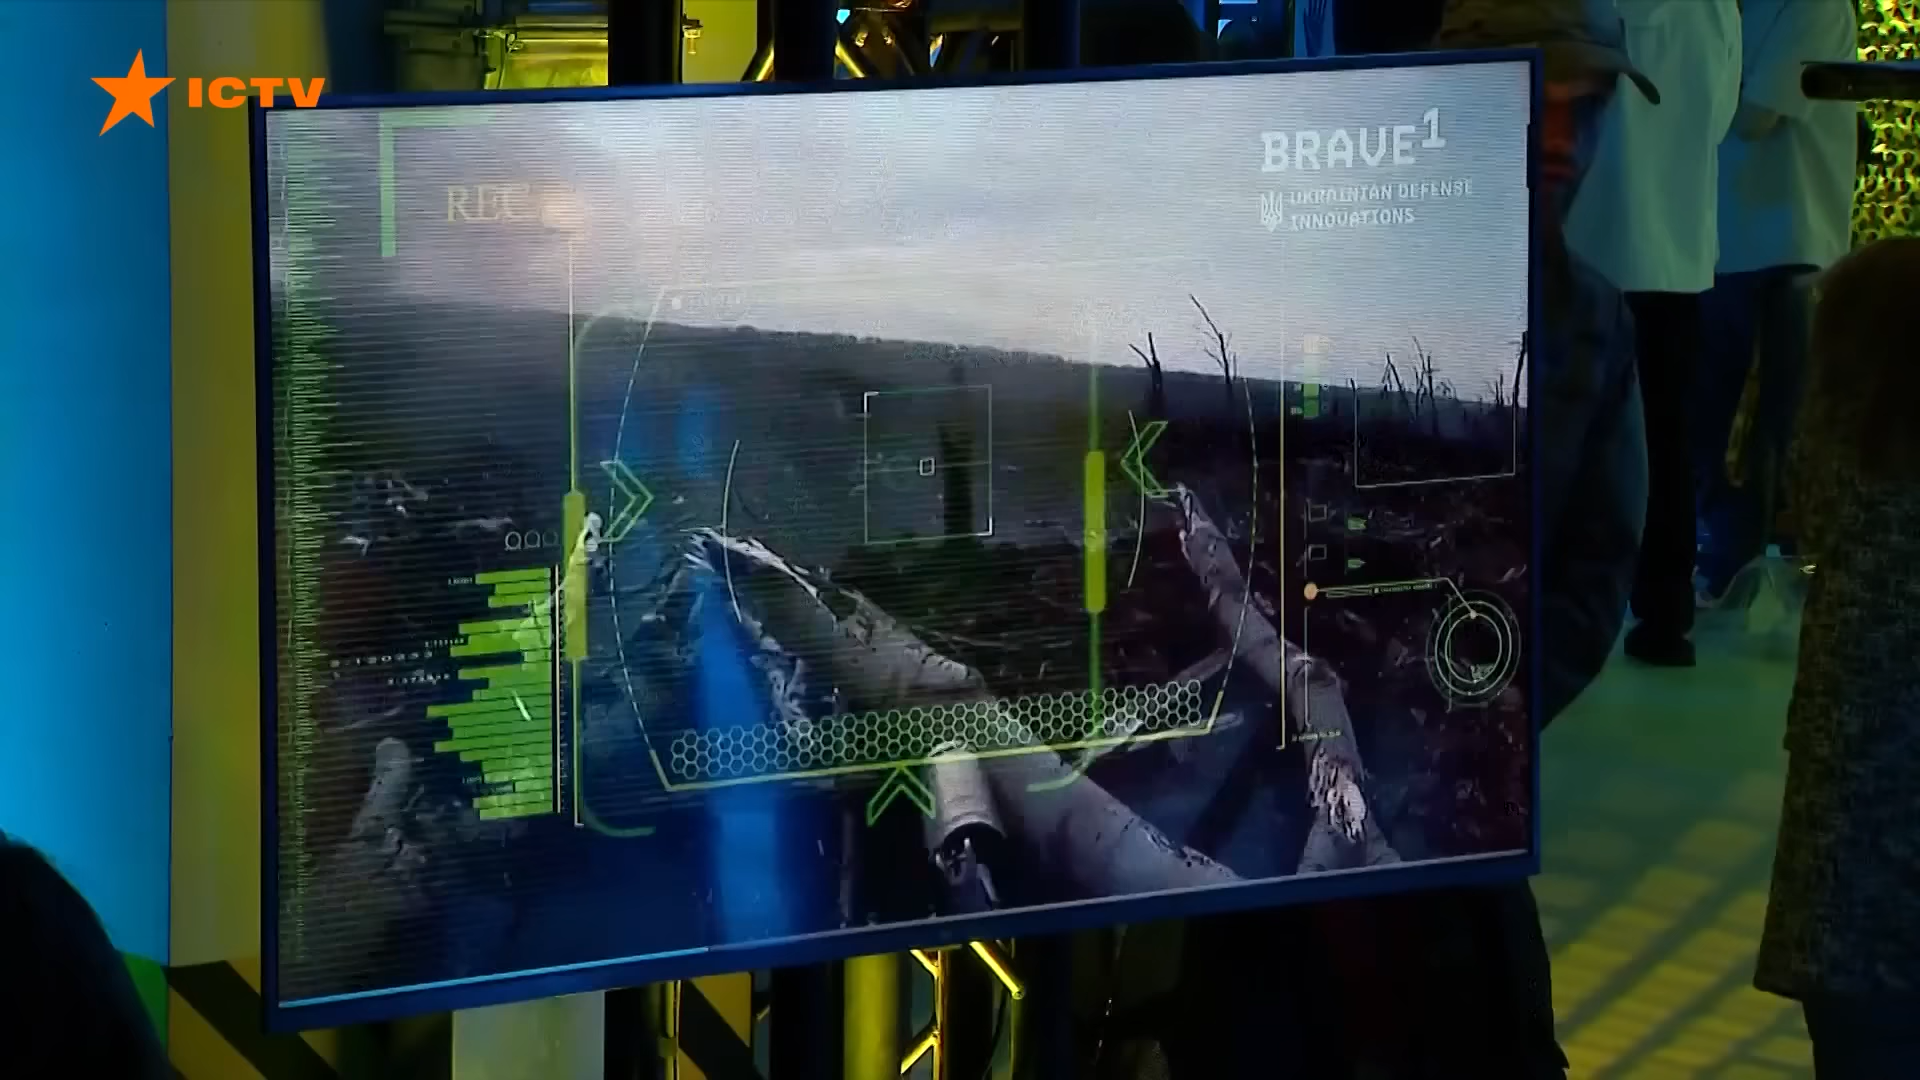 ICTV
BRAVE1
REC
UKRAINIAN DEFENSE
INNOVATIONS